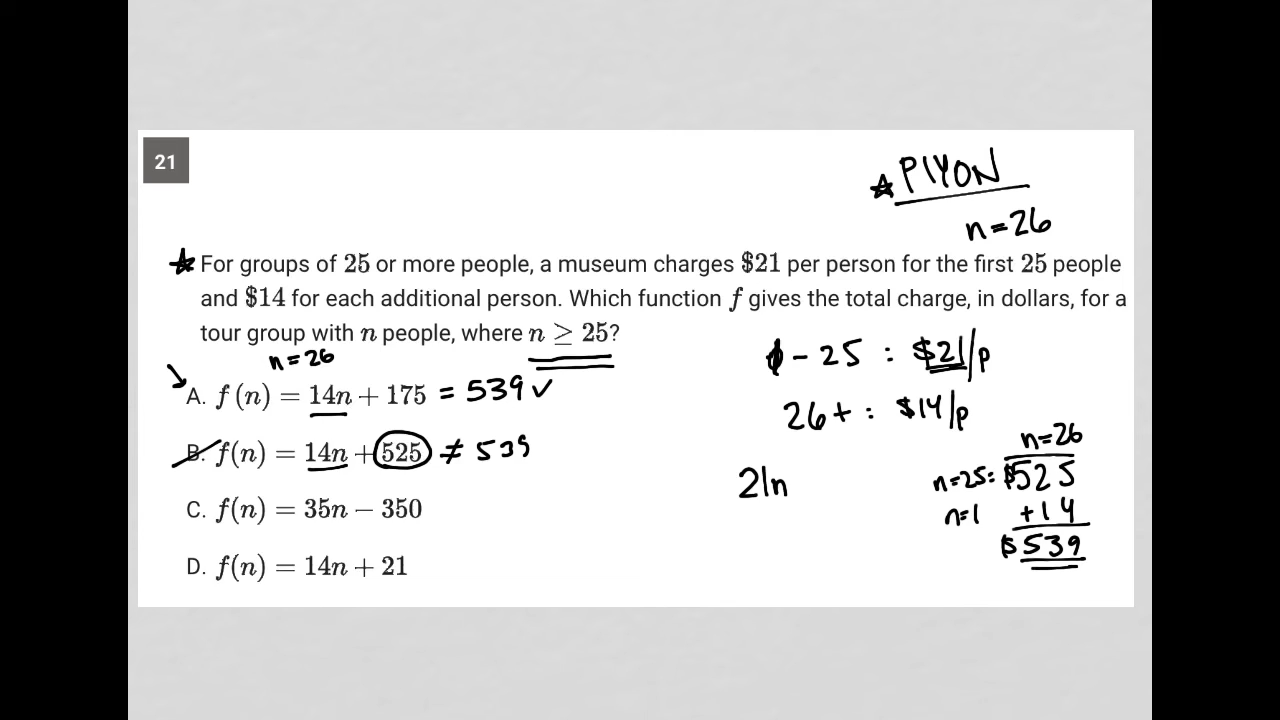 21
☆ PIYON
n=26
☆ For groups of 25 or more people, a museum charges $21 per person for the first 25 people
and $14 for each additional person. Which function f gives the total charge, in dollars, for a
tour group with n people, where n ≥ 25?
n=26
A. f(n) = 14n + 175 = 539 ✓
B. f(n) = 14n + 525 ≠ 539
C. f(n) = 35n − 350
D. f(n) = 14n + 21
1 - 25 : $21/p
26+ : $14/p
21n
n=26
n=25= $525
n=1 +14
$539